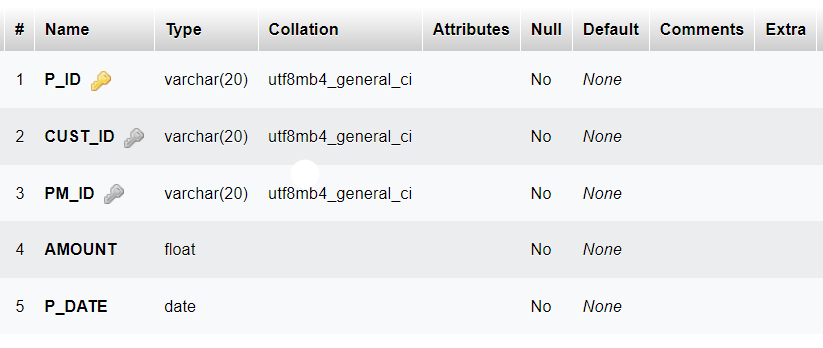 # Name Type Collation Attributes Null Default Comments Extra
1 P_ID varchar(20) utf8mb4_general_ci No None
2 CUST_ID varchar(20) utf8mb4_general_ci No None
3 PM_ID varchar(20) utf8mb4_general_ci No None
4 AMOUNT float No None
5 P_DATE date No None